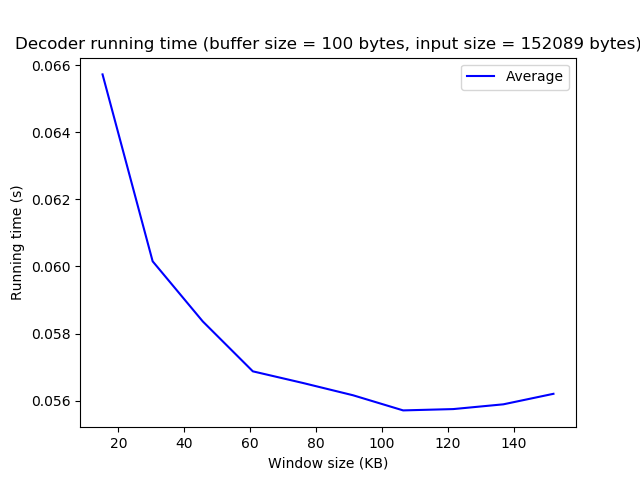 Decoder running time (buffer size = 100 bytes, input size = 152089 bytes)
Average
0.066
0.064
0.062
0.060
0.058
0.056
Running time (s)
20 40 60 80 100 120 140
Window size (KB)